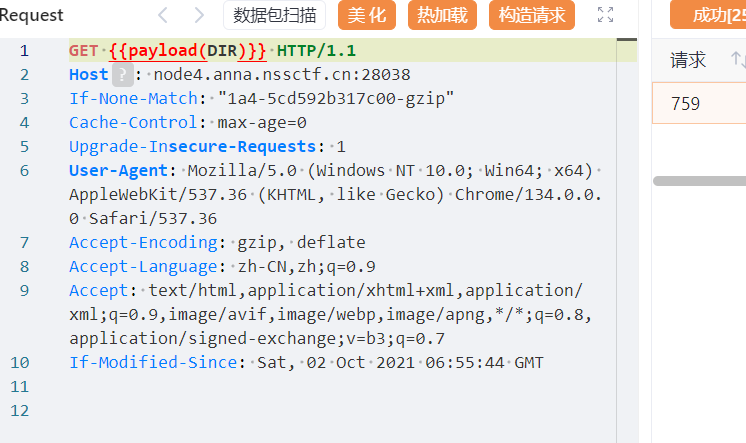 Request 数据包扫描 美 化 热加载 构造请求 成功[25
请求
759
1 GET {{payload(DIR)}} HTTP/1.1
2 Host ? : node4.anna.nssctf.cn:28038
3 If-None-Match: "1a4-5cd592b317c00-gzip"
4 Cache-Control: max-age=0
5 Upgrade-Insecure-Requests: 1
6 User-Agent: Mozilla/5.0 (Windows NT 10.0; Win64; x64)
AppleWebKit/537.36 (KHTML, like Gecko) Chrome/134.0.0.
0 Safari/537.36
7 Accept-Encoding: gzip, deflate
8 Accept-Language: zh-CN,zh;q=0.9
9 Accept: text/html,application/xhtml+xml,application/
xml;q=0.9,image/avif,image/webp,image/apng,*/*;q=0.8,
application/signed-exchange;v=b3;q=0.7
10 If-Modified-Since: Sat, 02 Oct 2021 06:55:44 GMT
11
12